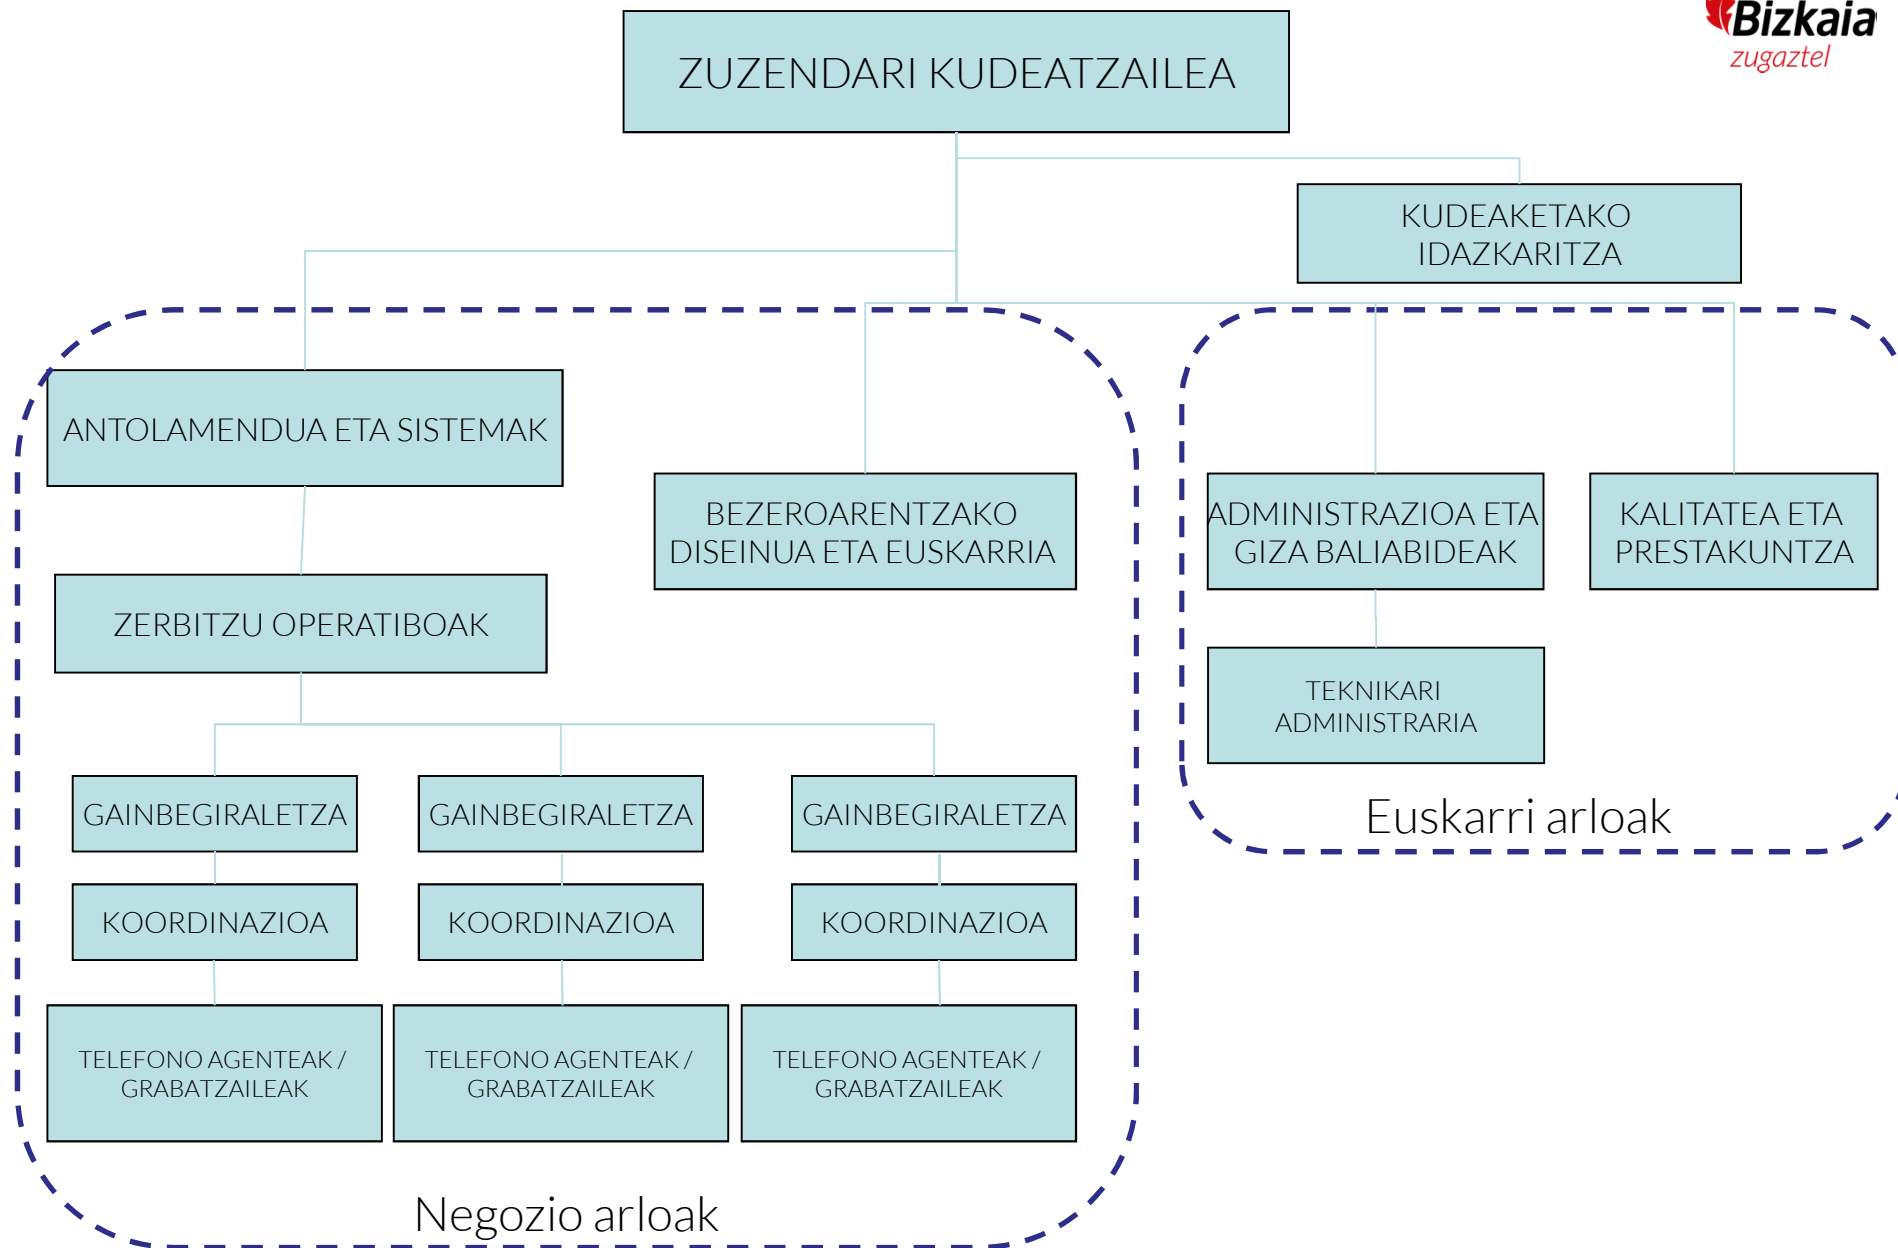 Bizkaia
zugaztel
ZUZENDARI KUDEATZAILEA
KUDEAKETAKO
IDAZKARITZA
ANTOLAMENDUA ETA SISTEMAK
BEZEROARENTZAKO
DISEINUA ETA EUSKARRIA
ADMINISTRAZIOA ETA
GIZA BALIABIDEAK
KALITATEA ETA
PRESTAKUNTZA
ZERBITZU OPERATIBOAK
TEKNIKARI
ADMINISTRARIA
GAINBEGIRALETZA
GAINBEGIRALETZA
GAINBEGIRALETZA
Euskarri arloak
KOORDINAZIOA
KOORDINAZIOA
KOORDINAZIOA
TELEFONO AGENTEAK /
GRABATZAILEAK
TELEFONO AGENTEAK /
GRABATZAILEAK
TELEFONO AGENTEAK /
GRABATZAILEAK
Negozio arloak